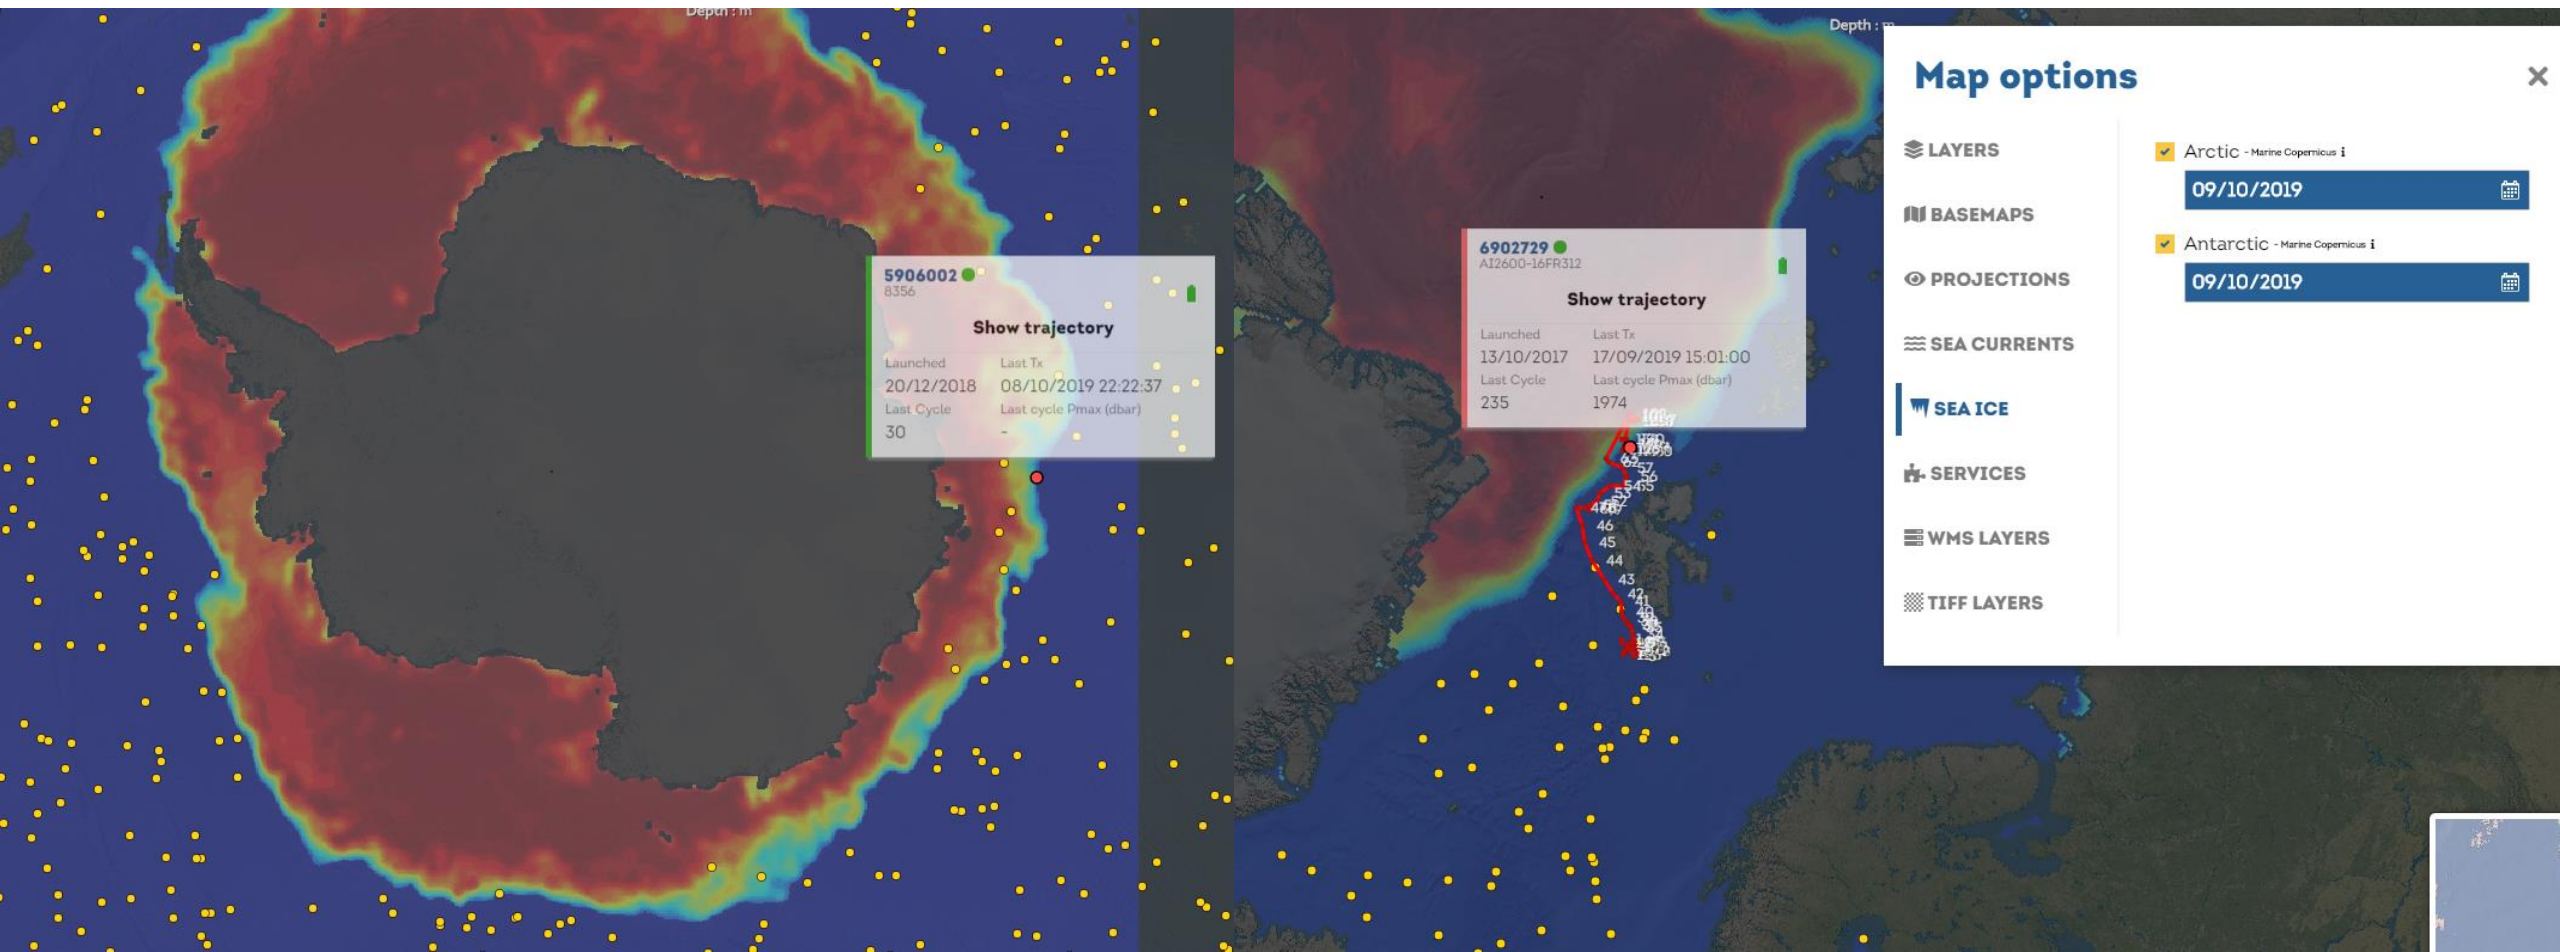 Depth : m
5906002
8356
Show trajectory
Launched Last Tx
20/12/2018 08/10/2019 22:22:37
Last Cycle Last cycle Pmax (dbar)
30 -
Depth : m
6902729
AI2600-16FR312
Show trajectory
Launched Last Tx
13/10/2017 17/09/2019 15:01:00
Last Cycle Last cycle Pmax (dbar)
235 1974
57
56
46
45
44
43
42
41
Map options
LAYERS
BASEMAPS
PROJECTIONS
SEA CURRENTS
SEA ICE
SERVICES
WMS LAYERS
TIFF LAYERS
Arctic - Marine Copernicus i
09/10/2019
Antarctic - Marine Copernicus i
09/10/2019